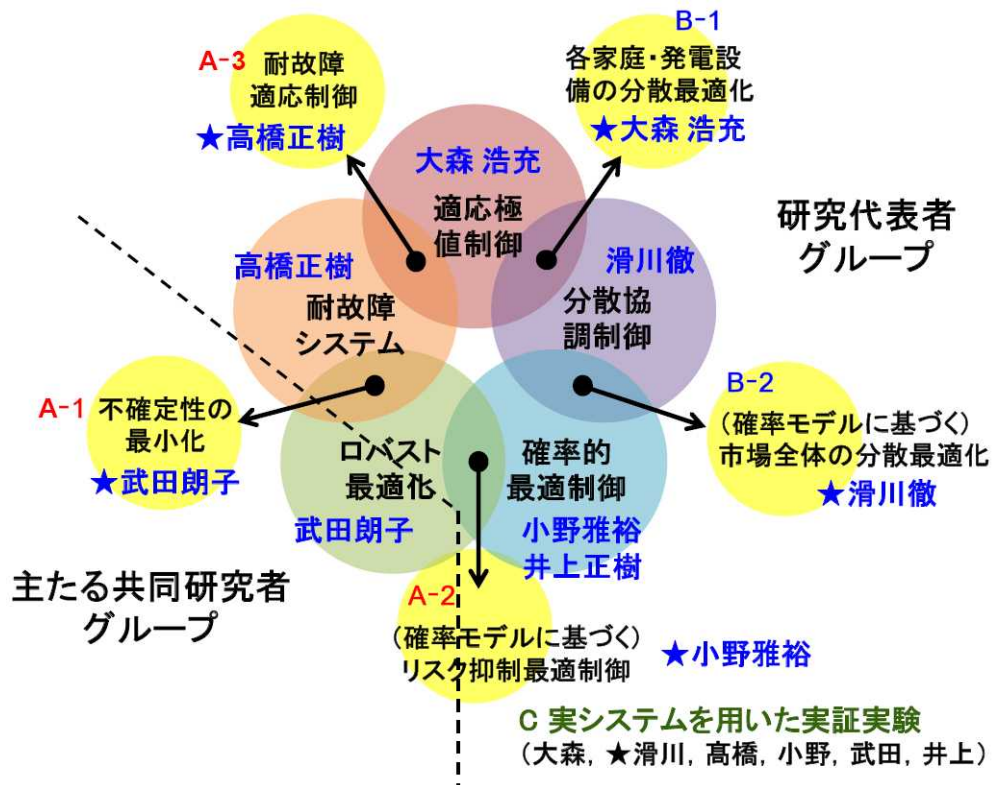 A-3
耐故障
適応制御
★高橋正樹
B-1
各家庭・発電設
備の分散最適化
★大森 浩充
大森 浩充
適応極
値制御
研究代表者
グループ
高橋正樹
耐故障
システム
滑川徹
分散協
調制御
A-1
不確定性の
最小化
★武田朗子
ロバスト
最適化
武田朗子
確率的
最適制御
小野雅裕
井上正樹
B-2
(確率モデルに基づく)
市場全体の分散最適化
★滑川徹
主たる共同研究者
グループ
A-2
(確率モデルに基づく)
リスク抑制最適制御
★小野雅裕
C 実システムを用いた実証実験
(大森, ★滑川, 髙橋, 小野, 武田, 井上)